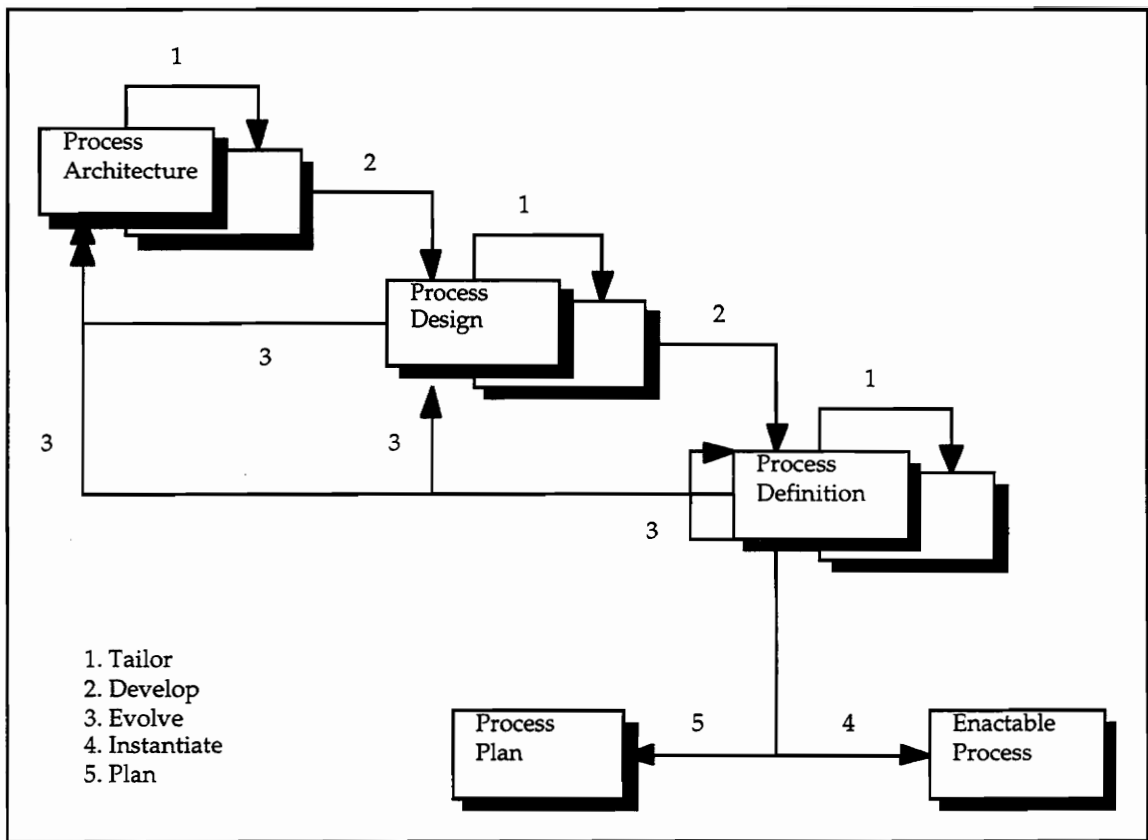 1
Process
Architecture
2
1
Process
Design
2
3
1
3
3
Process
Definition
3
1. Tailor
2. Develop
3. Evolve
4. Instantiate
5. Plan
Process
Plan
5
4
Enactable
Process